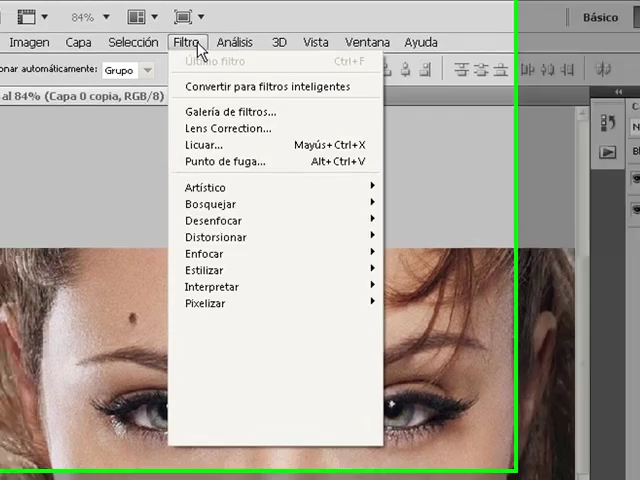 84%
Básico
Imagen Capa Selección Filtro Análisis 3D Vista Ventana Ayuda
onar automáticamente: Grupo
Último filtro Ctrl+F
al 84% (Capa 0 copia, RGB/8)
Convertir para filtros inteligentes
Galería de filtros...
Lens Correction...
Licuar... Mayús+Ctrl+X
Punto de fuga... Alt+Ctrl+V
Artístico
Bosquejar
Desenfocar
Distorsionar
Enfocar
Estilizar
Interpretar
Pixelizar